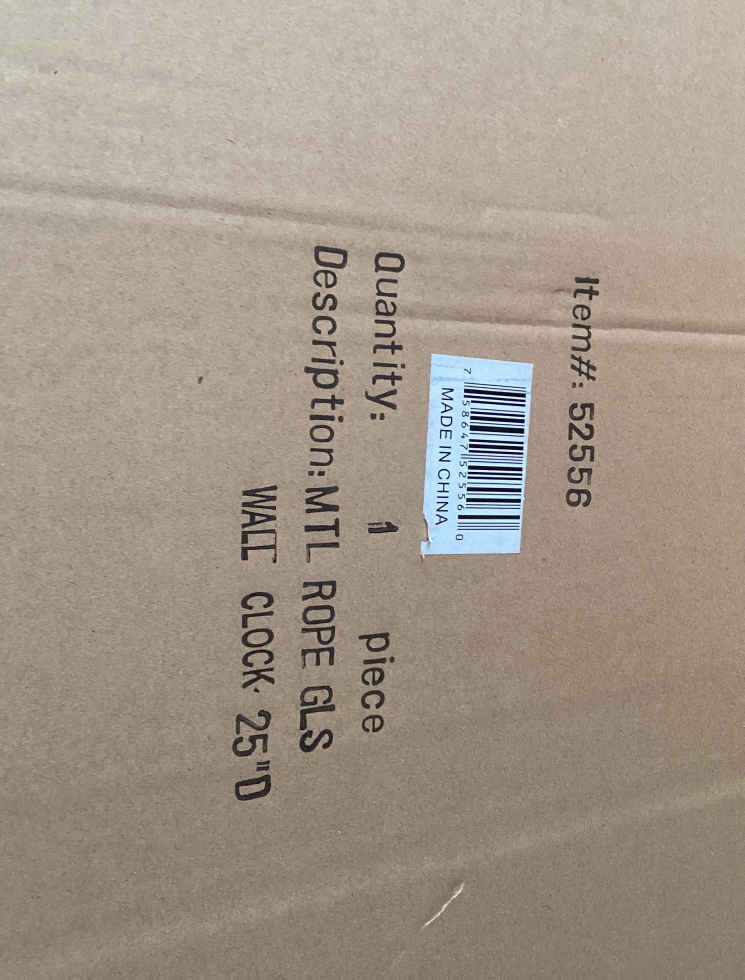 Item#: 52556
7 58647 52556 0
MADE IN CHINA
Quantity: 1 piece
Description: MTL ROPE GLS
WALL CLOCK 25"D